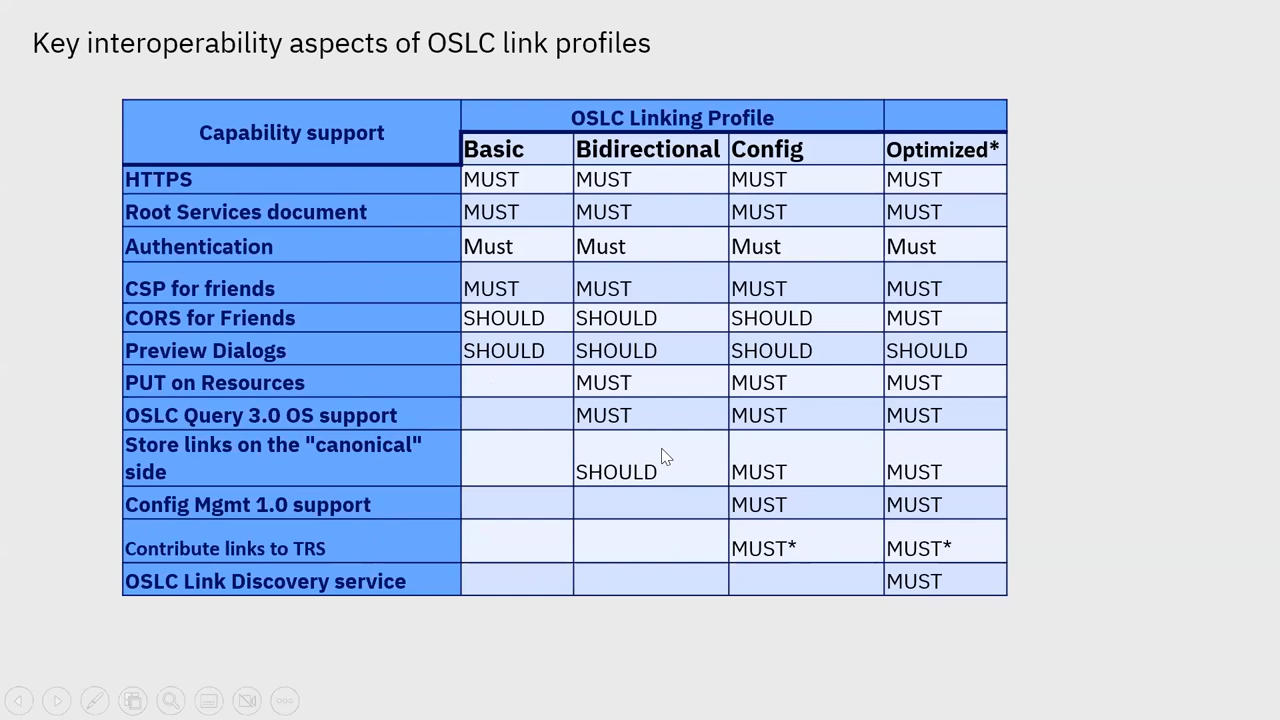 Key interoperability aspects of OSLC link profiles
Capability support
OSLC Linking Profile
Basic Bidirectional Config Optimized*
HTTPS MUST MUST MUST MUST
Root Services document MUST MUST MUST MUST
Authentication Must Must Must Must
CSP for friends MUST MUST MUST MUST
CORS for Friends SHOULD SHOULD SHOULD MUST
Preview Dialogs SHOULD SHOULD SHOULD SHOULD
PUT on Resources MUST MUST MUST
OSLC Query 3.0 OS support MUST MUST MUST
Store links on the "canonical"
side SHOULD MUST MUST
Config Mgmt 1.0 support MUST MUST
Contribute links to TRS MUST* MUST*
OSLC Link Discovery service MUST